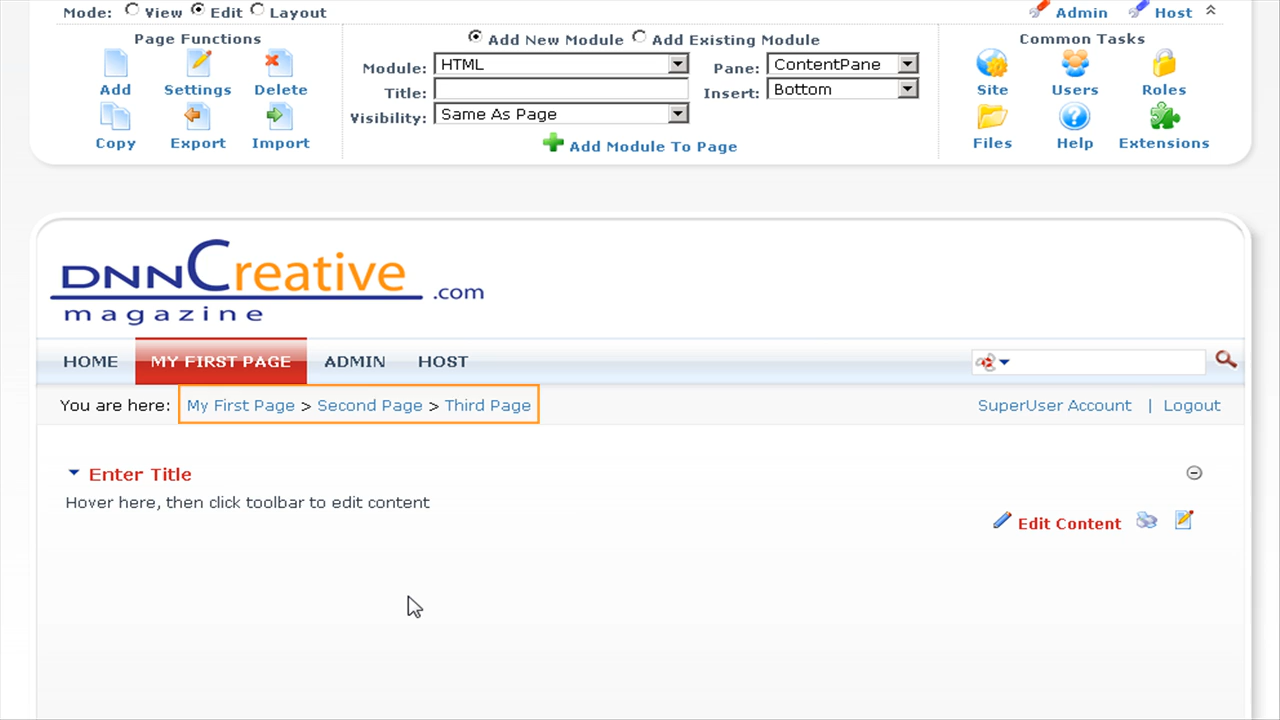 Mode: View Edit Layout Admin Host
Page Functions
Add Settings Delete
Copy Export Import
Add New Module Add Existing Module
Module: HTML Pane: ContentPane
Title: Insert: Bottom
Visibility: Same As Page
Add Module To Page
Common Tasks
Site Users Roles
Files Help Extensions
DNNCreative .com
magazine
HOME MY FIRST PAGE ADMIN HOST
You are here: My First Page > Second Page > Third Page SuperUser Account | Logout
Enter Title
Hover here, then click toolbar to edit content
Edit Content